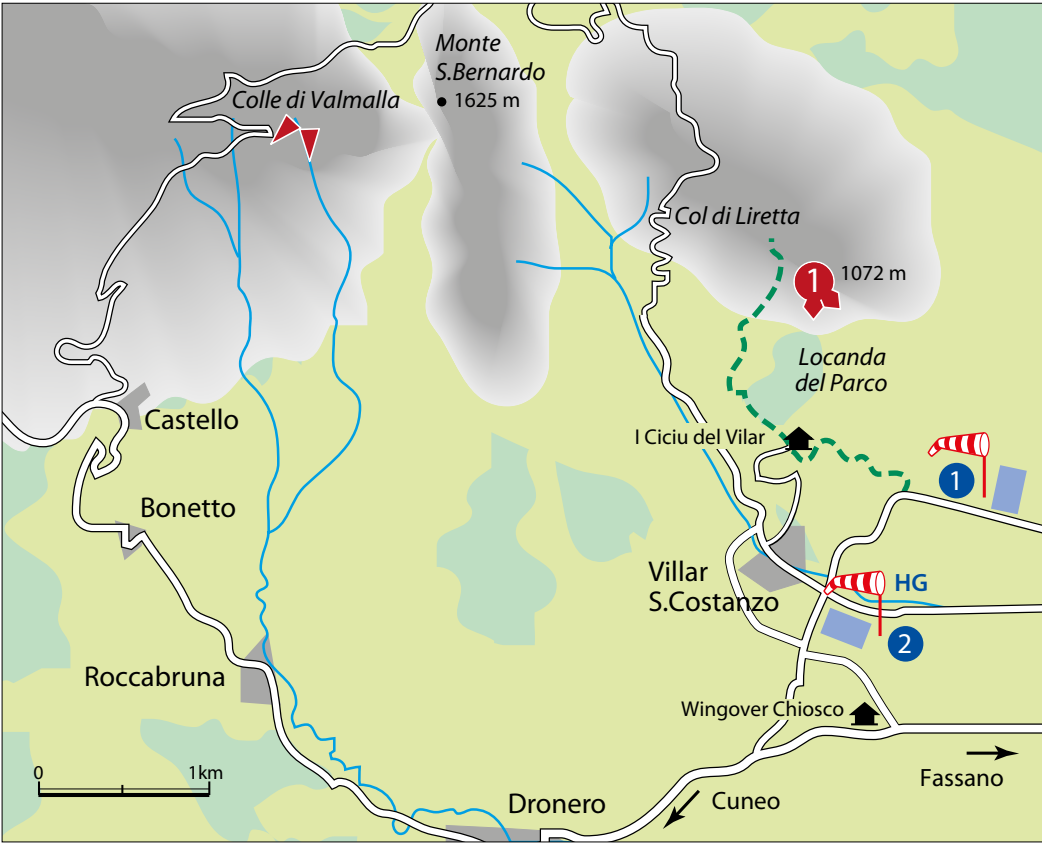 Monte
S.Bernardo
1625 m
Colle di Valmalla
Col di Liretta
1
1072 m
Locanda
del Parco
Castello
I Ciciu del Vilar
1
Bonetto
Villar
S.Costanzo
HG
2
Roccabruna
Wingover Chiosco
0
1km
Fassano
Dronero
Cuneo